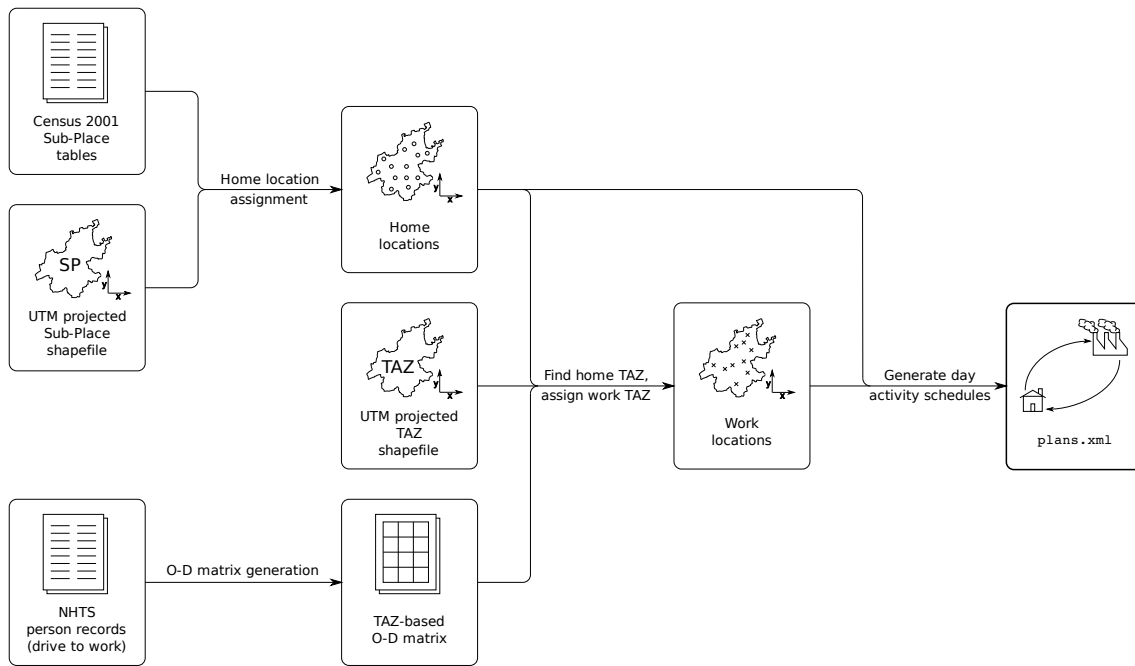 Census 2001
Sub-Place
tables
SP
y
x
UTM projected
Sub-Place
shapefile
Home location
assignment
y
x
Home
locations
TAZ
y
x
UTM projected
TAZ
shapefile
Find home TAZ,
assign work TAZ
y
x
Work
locations
Generate day
activity schedules
plans.xml
NHTS
person records
(drive to work)
O-D matrix generation
TAZ-based
O-D matrix